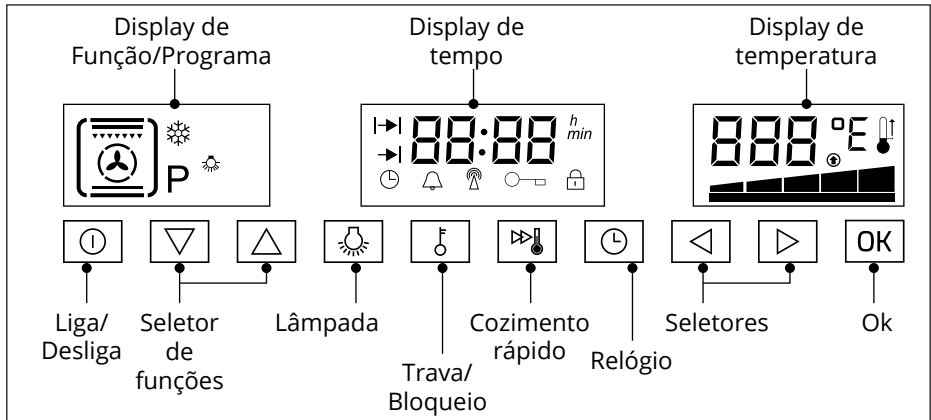 Display de
Função/Programa
Display de
tempo
Display de
temperatura
P
88:88
h
min
888 °E
OK
Liga/
Desliga
Seletor
de
funções
Lâmpada
Trava/
Bloqueio
Cozimento
rápido
Relógio
Seletores
Ok